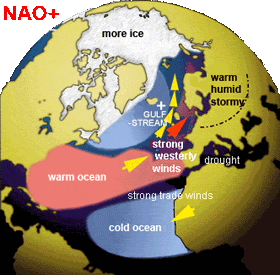 NAO+
more ice
warm
humid
stormy
+
GULF
-STREAM
strong
westerly
winds
drought
warm ocean
strong trade winds
cold ocean